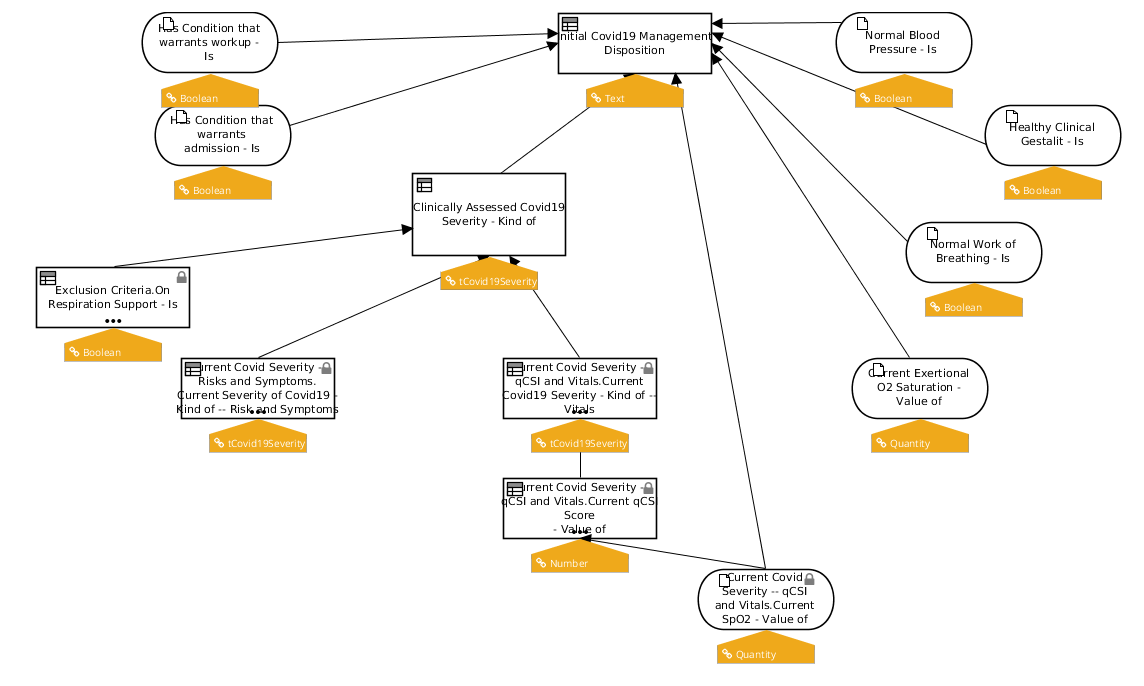 Has Condition that
warrants workup -
Is
Boolean
Has Condition that
warrants
admission - Is
Boolean
Initial Covid19 Management
Disposition
Text
Normal Blood
Pressure - Is
Boolean
Healthy Clinical
Gestalit - Is
Boolean
Clinically Assessed Covid19
Severity - Kind of
tCovid19Severity
Normal Work of
Breathing - Is
Boolean
Exclusion Criteria.On
Respiration Support - Is
Boolean
Current Covid Severity --
Risks and Symptoms.
Current Severity of Covid19 -
Kind of -- Risk and Symptoms
tCovid19Severity
Current Covid Severity --
qCSI and Vitals.Current
Covid19 Severity - Kind of --
Vitals
tCovid19Severity
Current Exertional
O2 Saturation -
Value of
Quantity
Current Covid Severity --
qCSI and Vitals.Current qCSI
Score
- Value of
Number
Current Covid
Severity -- qCSI
and Vitals.Current
SpO2 - Value of
Quantity